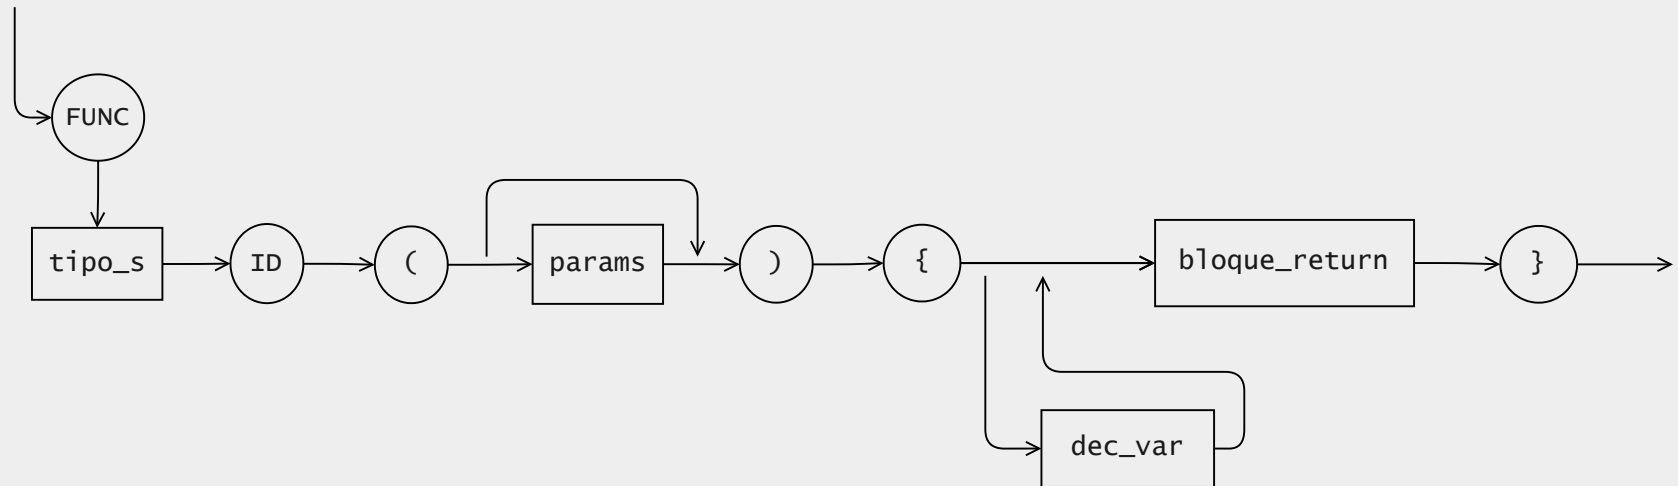 FUNC
tipo_s
ID
(
params
)
{
bloque_return
}
dec_var